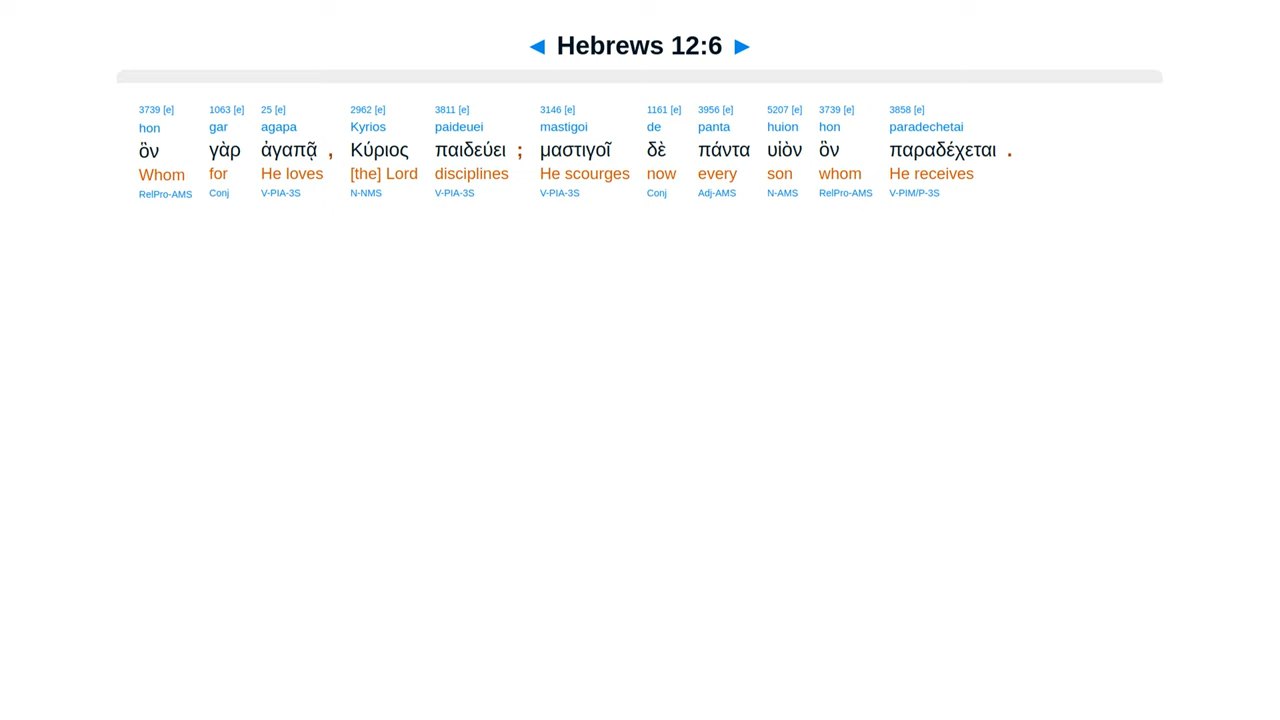 ◄ Hebrews 12:6 ►
3739 [e] 1063 [e] 25 [e] 2962 [e] 3811 [e] 3146 [e] 1161 [e] 3956 [e] 5207 [e] 3739 [e] 3858 [e]
hon gar agapa Kyrios paideuei mastigoi de panta huion hon paradechetai
ὃν γὰρ ἀγαπᾷ , Κύριος παιδεύει ; μαστιγοῖ δὲ πάντα υἱὸν ὃν παραδέχεται .
Whom for He loves [the] Lord disciplines He scourges now every son whom He receives
RelPro-AMS Conj V-PIA-3S N-NMS V-PIA-3S V-PIA-3S Conj Adj-AMS N-AMS RelPro-AMS V-PIM/P-3S